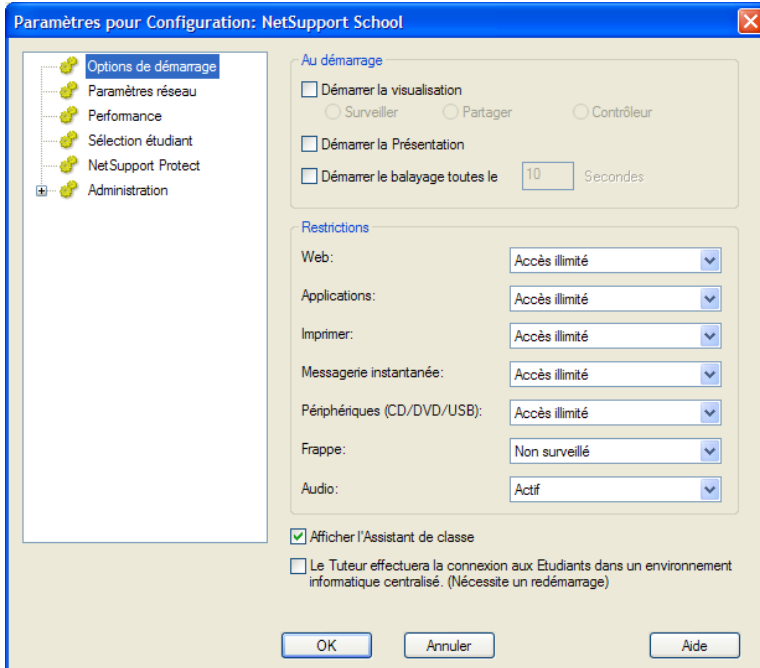 Paramètres pour Configuration: NetSupport School
Options de démarrage
Paramètres réseau
Performance
Sélection étudiant
NetSupport Protect
Administration
Au démarrage
Démarrer la visualisation
Surveiller Partager Contrôleur
Démarrer la Présentation
Démarrer le balayage toutes le 10 Secondes
Restrictions
Web: Accès illimité
Applications: Accès illimité
Imprimer: Accès illimité
Messagerie instantanée: Accès illimité
Périphériques (CD/DVD/USB): Accès illimité
Frappe: Non surveillé
Audio: Actif
Afficher l'Assistant de classe
Le Tuteur effectuera la connexion aux Etudiants dans un environnement
informatique centralisé. (Nécessite un redémarrage)
OK Annuler Aide